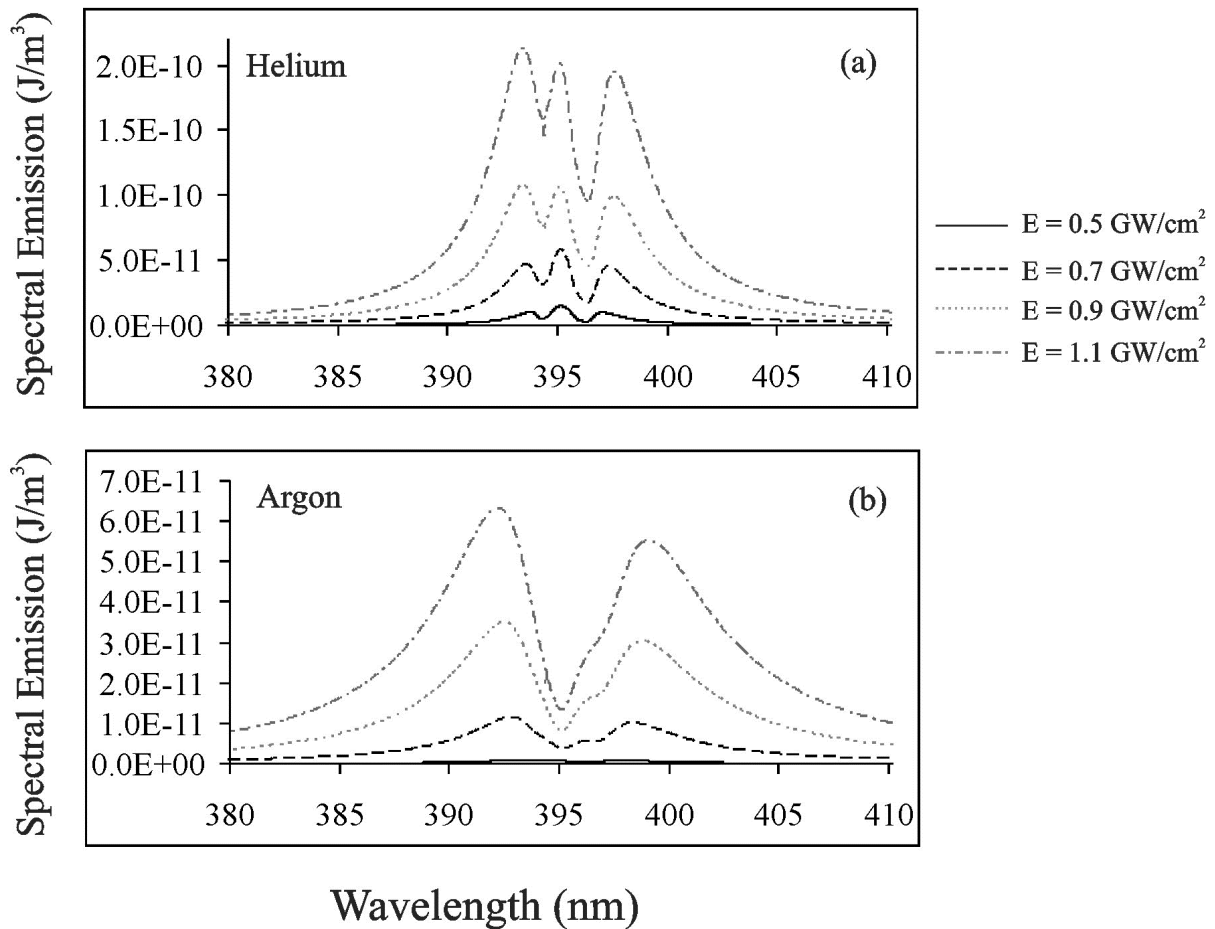 Spectral Emission (J/m³)
Helium
(a)
2.0E-10
1.5E-10
1.0E-10
5.0E-11
0.0E+00
380 385 390 395 400 405 410
E = 0.5 GW/cm²
E = 0.7 GW/cm²
E = 0.9 GW/cm²
E = 1.1 GW/cm²
Spectral Emission (J/m³)
Argon
(b)
7.0E-11
6.0E-11
5.0E-11
4.0E-11
3.0E-11
2.0E-11
1.0E-11
0.0E+00
380 385 390 395 400 405 410
Wavelength (nm)